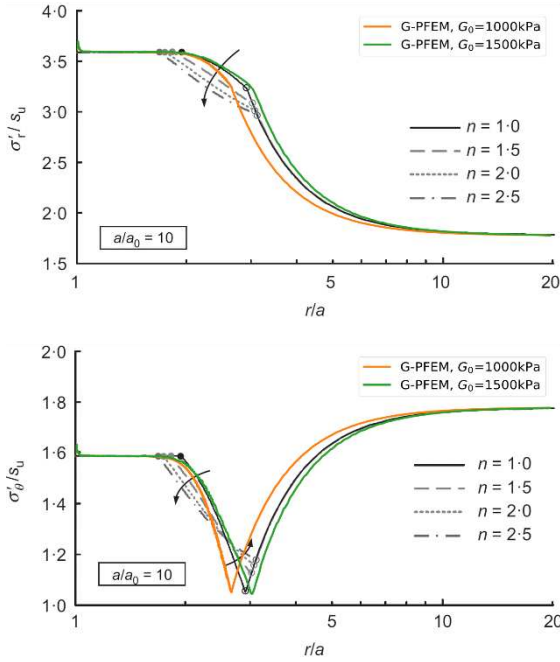 4·0
3·5
3·0
2·5
2·0
1·5
σ′r/su
G-PFEM, G0=1000kPa
G-PFEM, G0=1500kPa
n = 1·0
n = 1·5
n = 2·0
n = 2·5
a/a0 = 10
1 5 10 20
r/a
2·0
1·8
1·6
1·4
1·2
1·0
σ′θ/su
G-PFEM, G0=1000kPa
G-PFEM, G0=1500kPa
n = 1·0
n = 1·5
n = 2·0
n = 2·5
a/a0 = 10
1 5 10 20
r/a